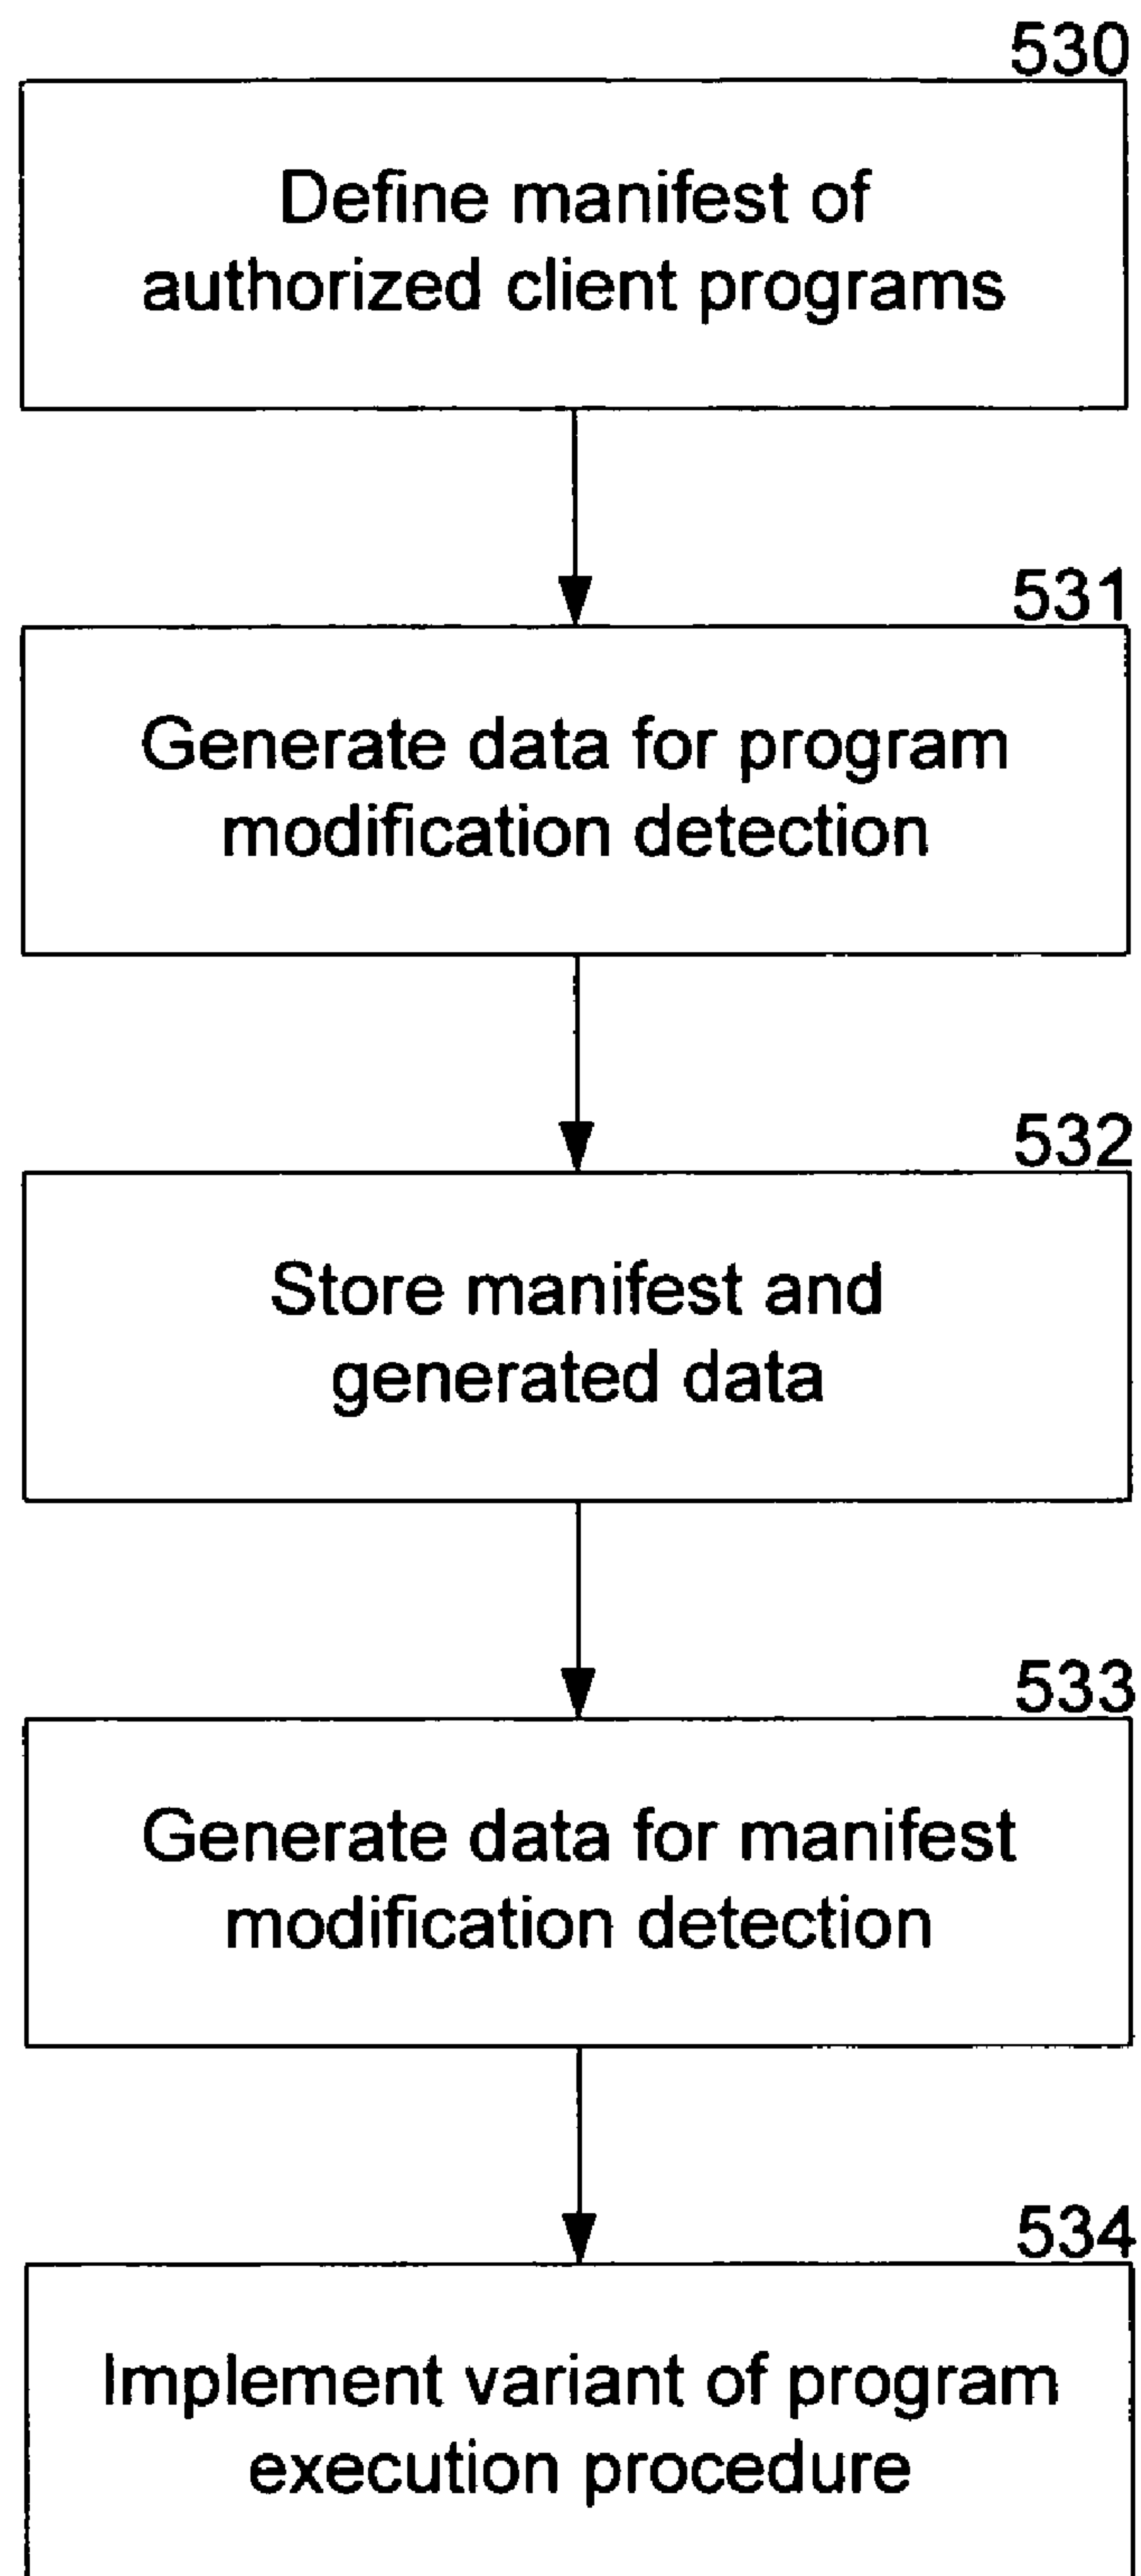 530
Define manifest of
authorized client programs
531
Generate data for program
modification detection
532
Store manifest and
generated data
533
Generate data for manifest
modification detection
534
Implement variant of program
execution procedure